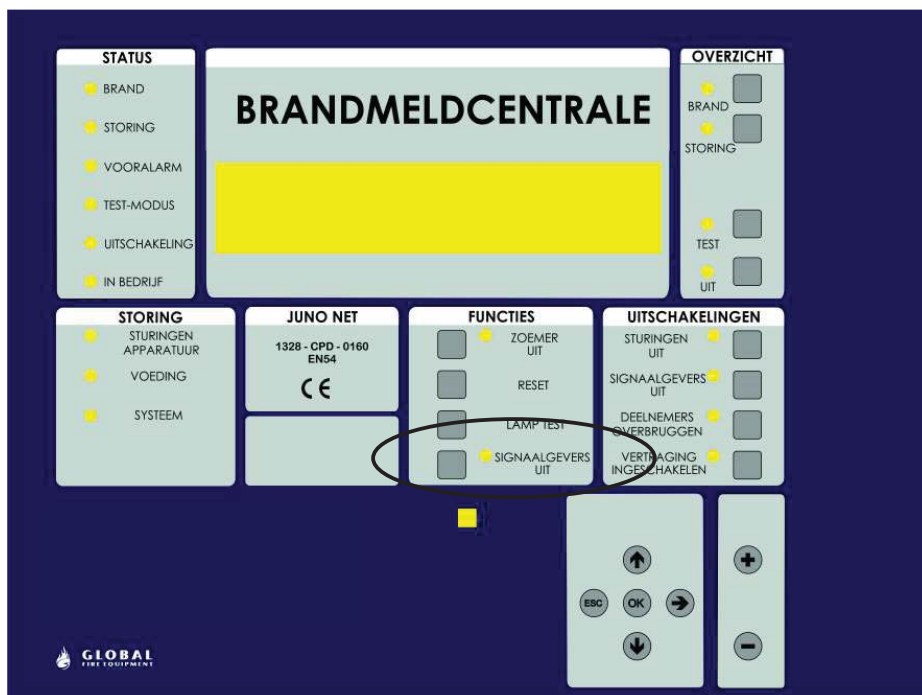 STATUS
BRAND
STORING
VOORALARM
TEST-MODUS
UITSCHAKELING
IN BEDRIJF
BRANDMELDCENTRALE
OVERZICHT
BRAND
STORING
TEST
UIT
STORING
STURINGEN
APPARATUUR
VOEDING
SYSTEEM
JUNO NET
1328 - CPD - 0160
EN54
CE
FUNCTIES
ZOEMER
UIT
RESET
LAMP TEST
SIGNAALGEVERS
UIT
UITSCHAKELINGEN
STURINGEN
UIT
SIGNAALGEVERS
UIT
DEELNEMERS
OVERBRUGGEN
VERTRAGING
INGESCHAKELEN
ESC
OK
+
−
GLOBAL
FIRE EQUIPMENT